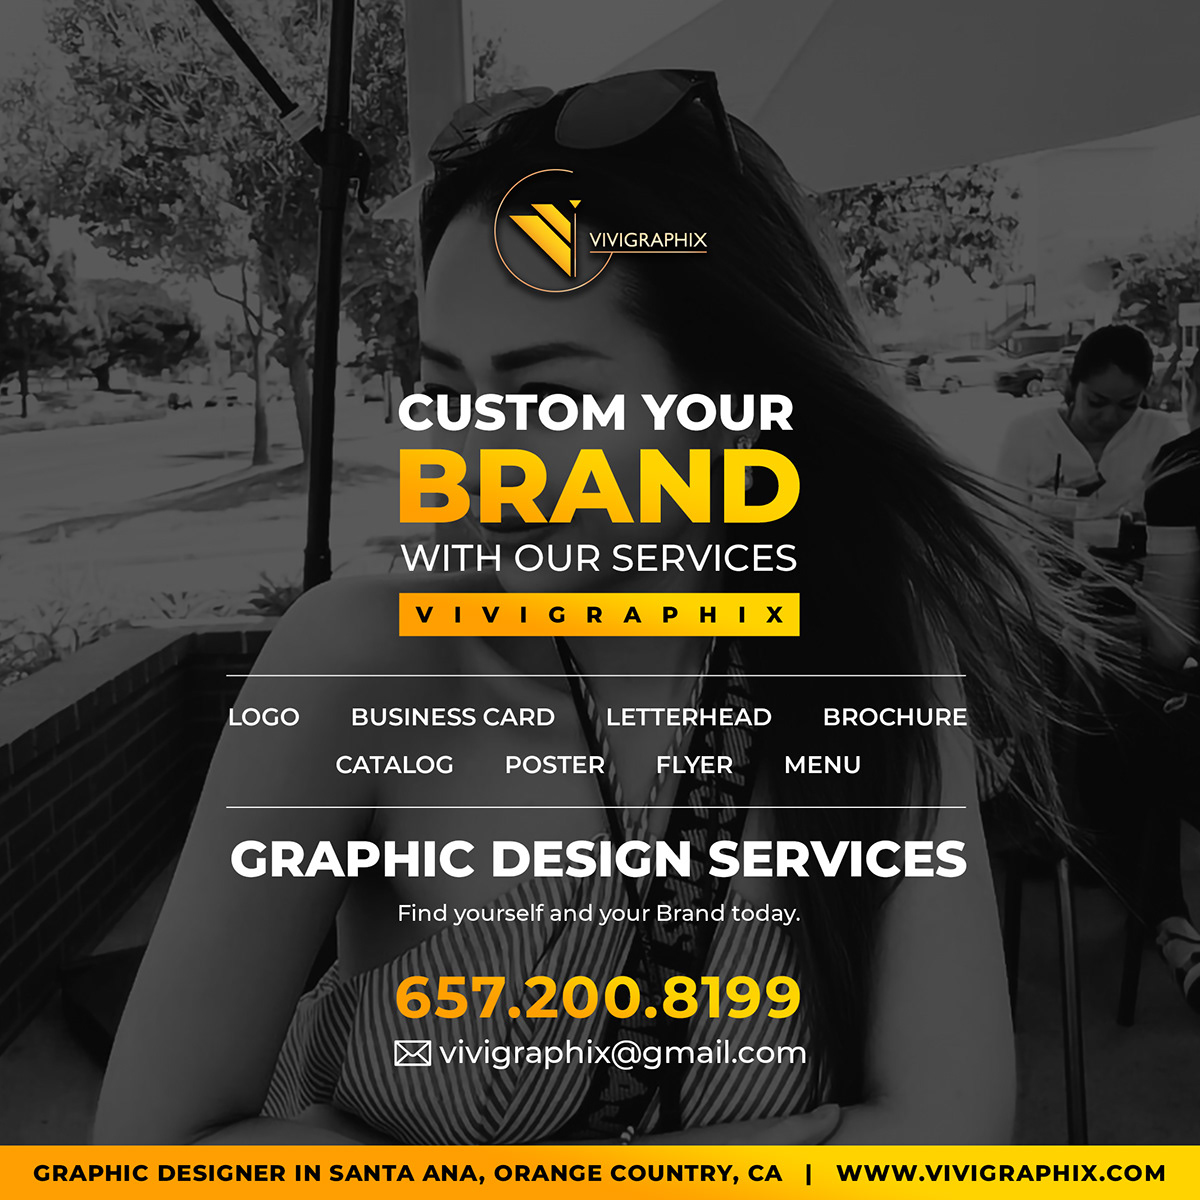 VIVIGRAPHIX
CUSTOM YOUR
BRAND
WITH OUR SERVICES
VIVIGRAPHIX
LOGO BUSINESS CARD LETTERHEAD BROCHURE
CATALOG POSTER FLYER MENU
GRAPHIC DESIGN SERVICES
Find yourself and your Brand today.
657.200.8199
vivigraphix@gmail.com
GRAPHIC DESIGNER IN SANTA ANA, ORANGE COUNTRY, CA | WWW.VIVIGRAPHIX.COM